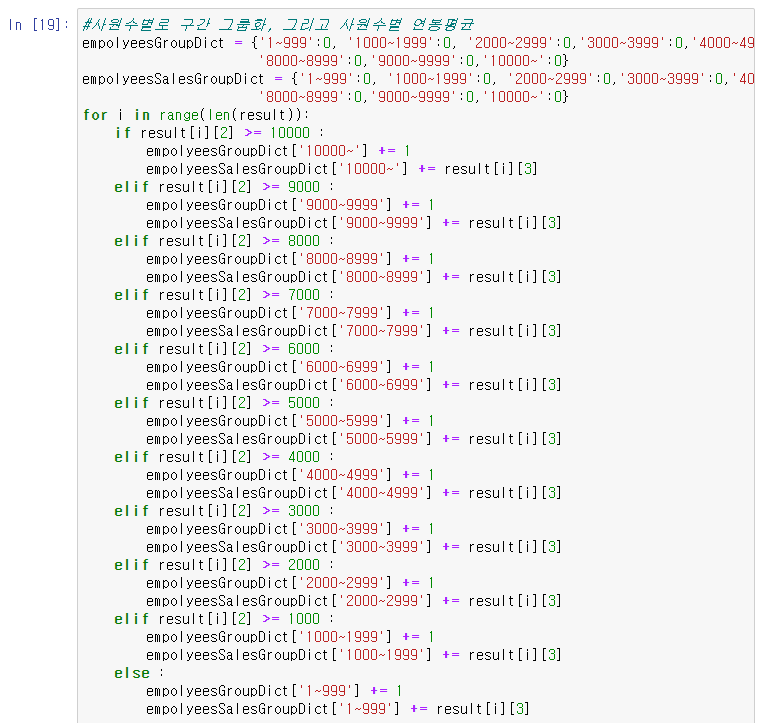 In [19]:
#사원수별로 구간 그룹화, 그리고 사원수별 연봉평균
empolyeesGroupDict = {'1~999':0, '1000~1999':0, '2000~2999':0,'3000~3999':0,'4000~49
'8000~8999':0,'9000~9999':0,'10000~':0}
empolyeesSalesGroupDict = {'1~999':0, '1000~1999':0, '2000~2999':0,'3000~3999':0,'40
'8000~8999':0,'9000~9999':0,'10000~':0}
for i in range(len(result)):
if result[i][2] >= 10000 :
empolyeesGroupDict['10000~'] += 1
empolyeesSalesGroupDict['10000~'] += result[i][3]
elif result[i][2] >= 9000 :
empolyeesGroupDict['9000~9999'] += 1
empolyeesSalesGroupDict['9000~9999'] += result[i][3]
elif result[i][2] >= 8000 :
empolyeesGroupDict['8000~8999'] += 1
empolyeesSalesGroupDict['8000~8999'] += result[i][3]
elif result[i][2] >= 7000 :
empolyeesGroupDict['7000~7999'] += 1
empolyeesSalesGroupDict['7000~7999'] += result[i][3]
elif result[i][2] >= 6000 :
empolyeesGroupDict['6000~6999'] += 1
empolyeesSalesGroupDict['6000~6999'] += result[i][3]
elif result[i][2] >= 5000 :
empolyeesGroupDict['5000~5999'] += 1
empolyeesSalesGroupDict['5000~5999'] += result[i][3]
elif result[i][2] >= 4000 :
empolyeesGroupDict['4000~4999'] += 1
empolyeesSalesGroupDict['4000~4999'] += result[i][3]
elif result[i][2] >= 3000 :
empolyeesGroupDict['3000~3999'] += 1
empolyeesSalesGroupDict['3000~3999'] += result[i][3]
elif result[i][2] >= 2000 :
empolyeesGroupDict['2000~2999'] += 1
empolyeesSalesGroupDict['2000~2999'] += result[i][3]
elif result[i][2] >= 1000 :
empolyeesGroupDict['1000~1999'] += 1
empolyeesSalesGroupDict['1000~1999'] += result[i][3]
else :
empolyeesGroupDict['1~999'] += 1
empolyeesSalesGroupDict['1~999'] += result[i][3]